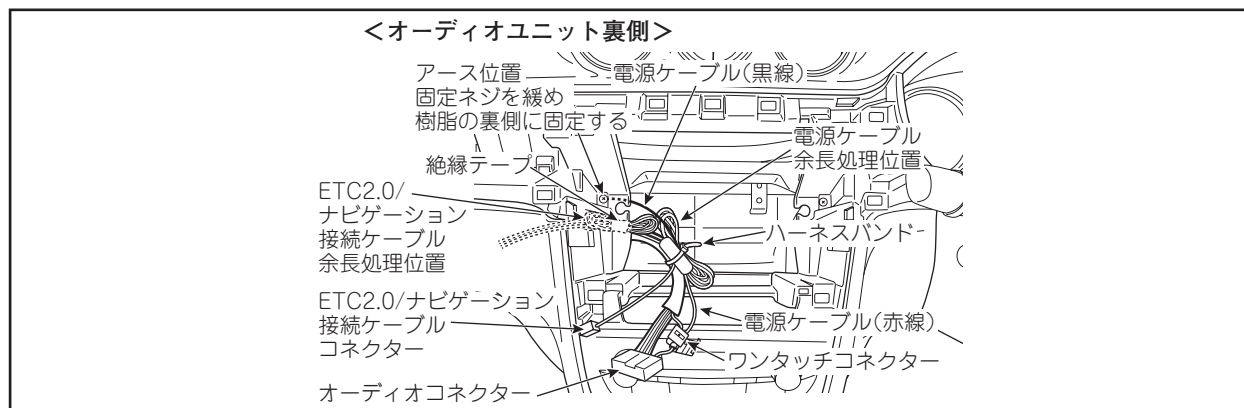 ＜オーディオユニット裏側＞
アース位置
固定ネジを緩め
樹脂の裏側に固定する
電源ケーブル(黒線)
電源ケーブル
余長処理位置
絶縁テープ
ETC2.0/
ナビゲーション
接続ケーブル
余長処理位置
ハーネスバンド
ETC2.0/ナビゲーション
接続ケーブル
コネクター
電源ケーブル(赤線)
ワンタッチコネクター
オーディオコネクター